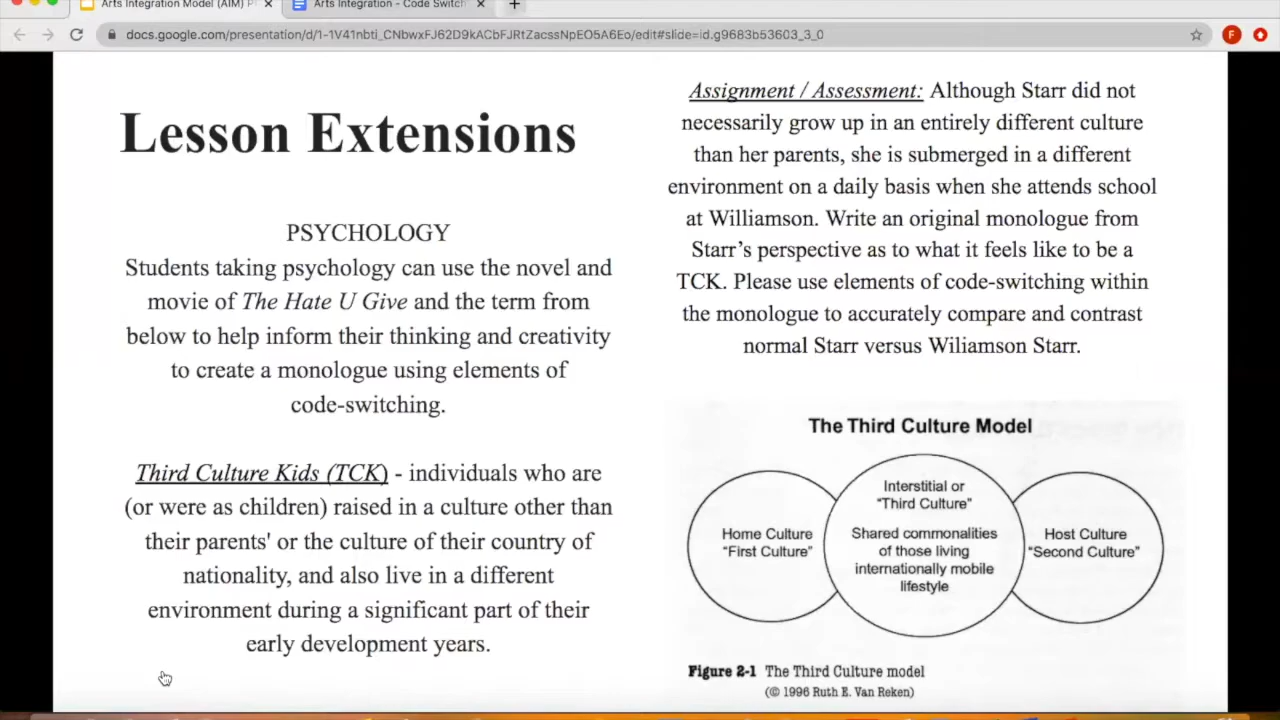 Arts Integration Model (AIM) P
Arts Integration - Code Switch
docs.google.com/presentation/d/1-1V41nbti_CNbwxFJ62D9kACbFJRtZacssNpEO5A6Eo/edit#slide=id.g9683b53603_3_0
F
Lesson Extensions
PSYCHOLOGY
Students taking psychology can use the novel and
movie of The Hate U Give and the term from
below to help inform their thinking and creativity
to create a monologue using elements of
code-switching.
Third Culture Kids (TCK) - individuals who are
(or were as children) raised in a culture other than
their parents' or the culture of their country of
nationality, and also live in a different
environment during a significant part of their
early development years.
Assignment / Assessment: Although Starr did not
necessarily grow up in an entirely different culture
than her parents, she is submerged in a different
environment on a daily basis when she attends school
at Williamson. Write an original monologue from
Starr’s perspective as to what it feels like to be a
TCK. Please use elements of code-switching within
the monologue to accurately compare and contrast
normal Starr versus Wiliamson Starr.
The Third Culture Model
Home Culture
“First Culture”
Interstitial or
“Third Culture”
Shared commonalities
of those living
internationally mobile
lifestyle
Host Culture
“Second Culture”
Figure 2-1 The Third Culture model
(© 1996 Ruth E. Van Reken)